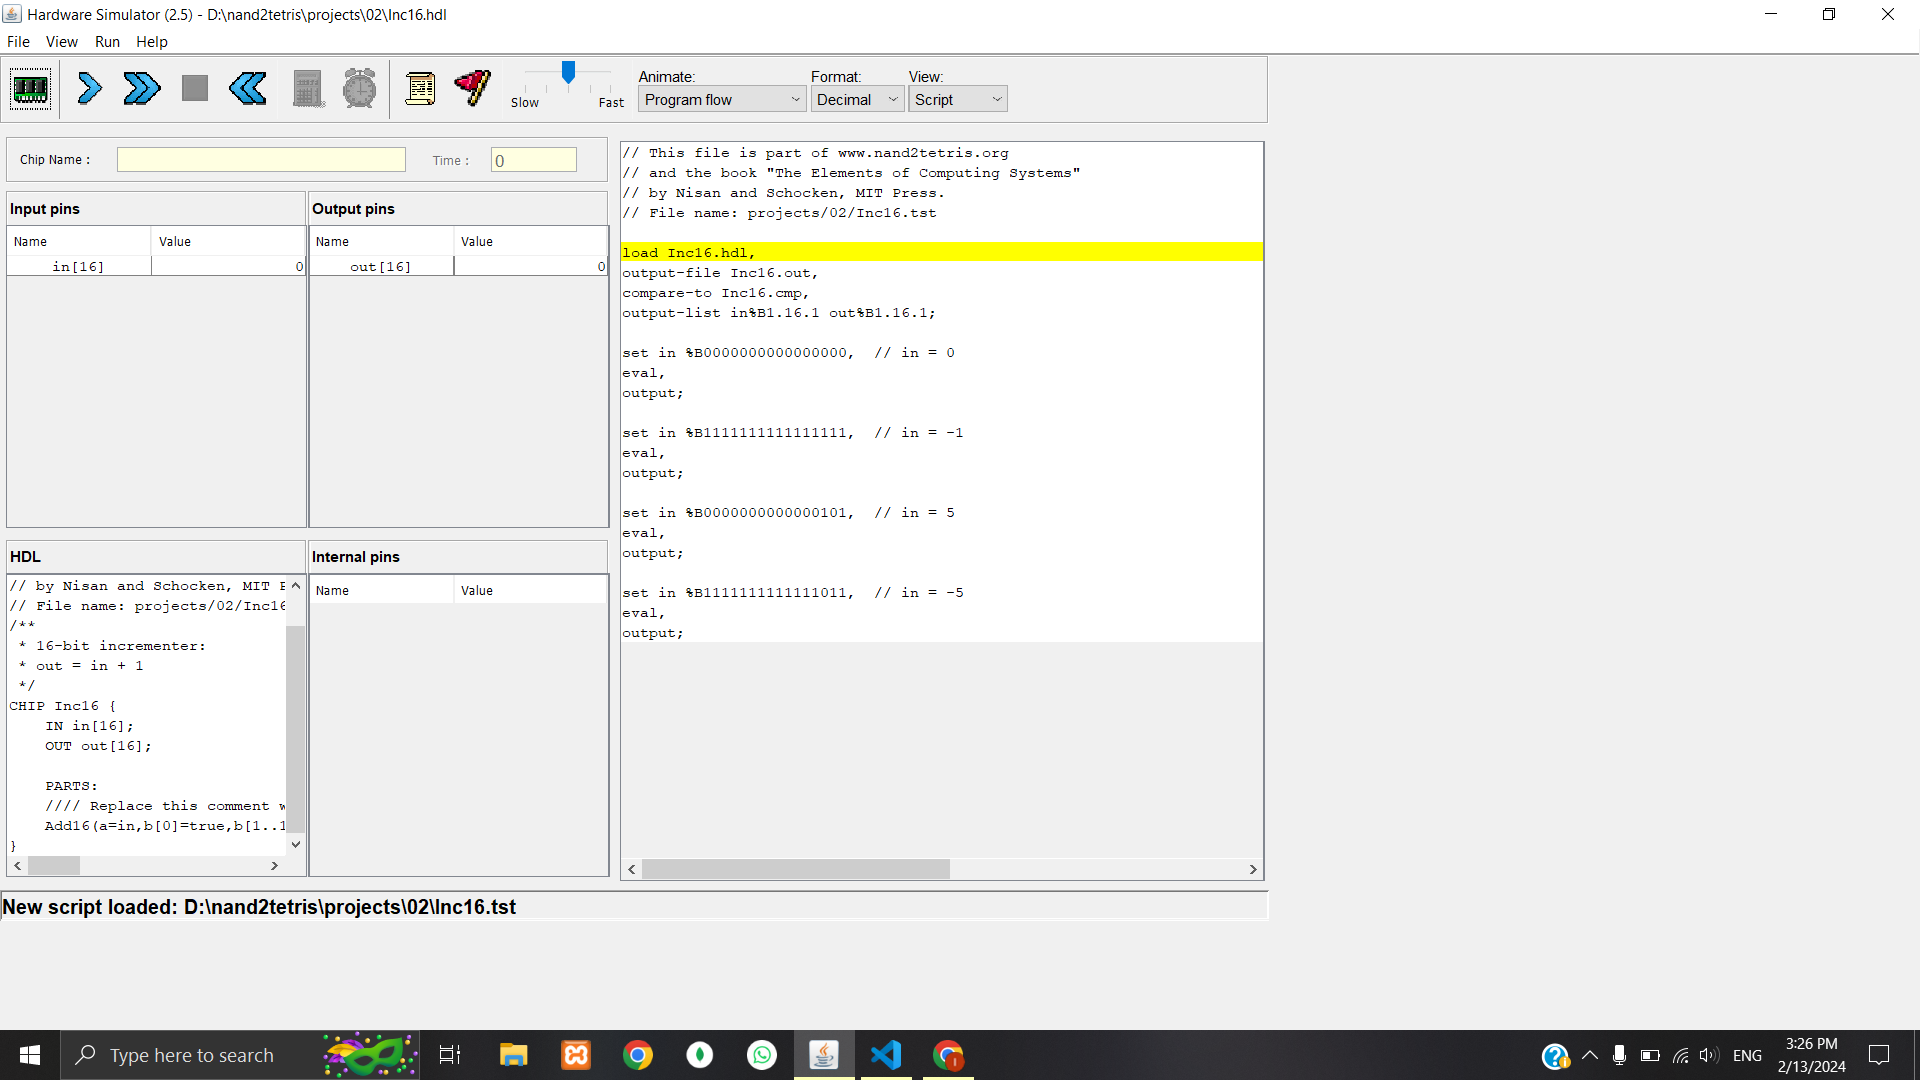 Hardware Simulator (2.5) - D:\nand2tetris\projects\02\Inc16.hdl
File View Run Help
Slow Fast
Animate:
Program flow
Format:
Decimal
View:
Script
Chip Name :
Time :
0
Input pins
Name Value
in[16] 0
Output pins
Name Value
out[16] 0
HDL
// by Nisan and Schocken, MIT P
// File name: projects/02/Inc16
/**
* 16-bit incrementer:
* out = in + 1
*/
CHIP Inc16 {
IN in[16];
OUT out[16];
PARTS:
//// Replace this comment w
Add16(a=in,b[0]=true,b[1..1
}
Internal pins
Name Value
// This file is part of www.nand2tetris.org
// and the book "The Elements of Computing Systems"
// by Nisan and Schocken, MIT Press.
// File name: projects/02/Inc16.tst
load Inc16.hdl,
output-file Inc16.out,
compare-to Inc16.cmp,
output-list in%B1.16.1 out%B1.16.1;
set in %B0000000000000000, // in = 0
eval,
output;
set in %B1111111111111111, // in = -1
eval,
output;
set in %B0000000000000101, // in = 5
eval,
output;
set in %B1111111111111011, // in = -5
eval,
output;
New script loaded: D:\nand2tetris\projects\02\Inc16.tst
Type here to search
ENG
3:26 PM
2/13/2024